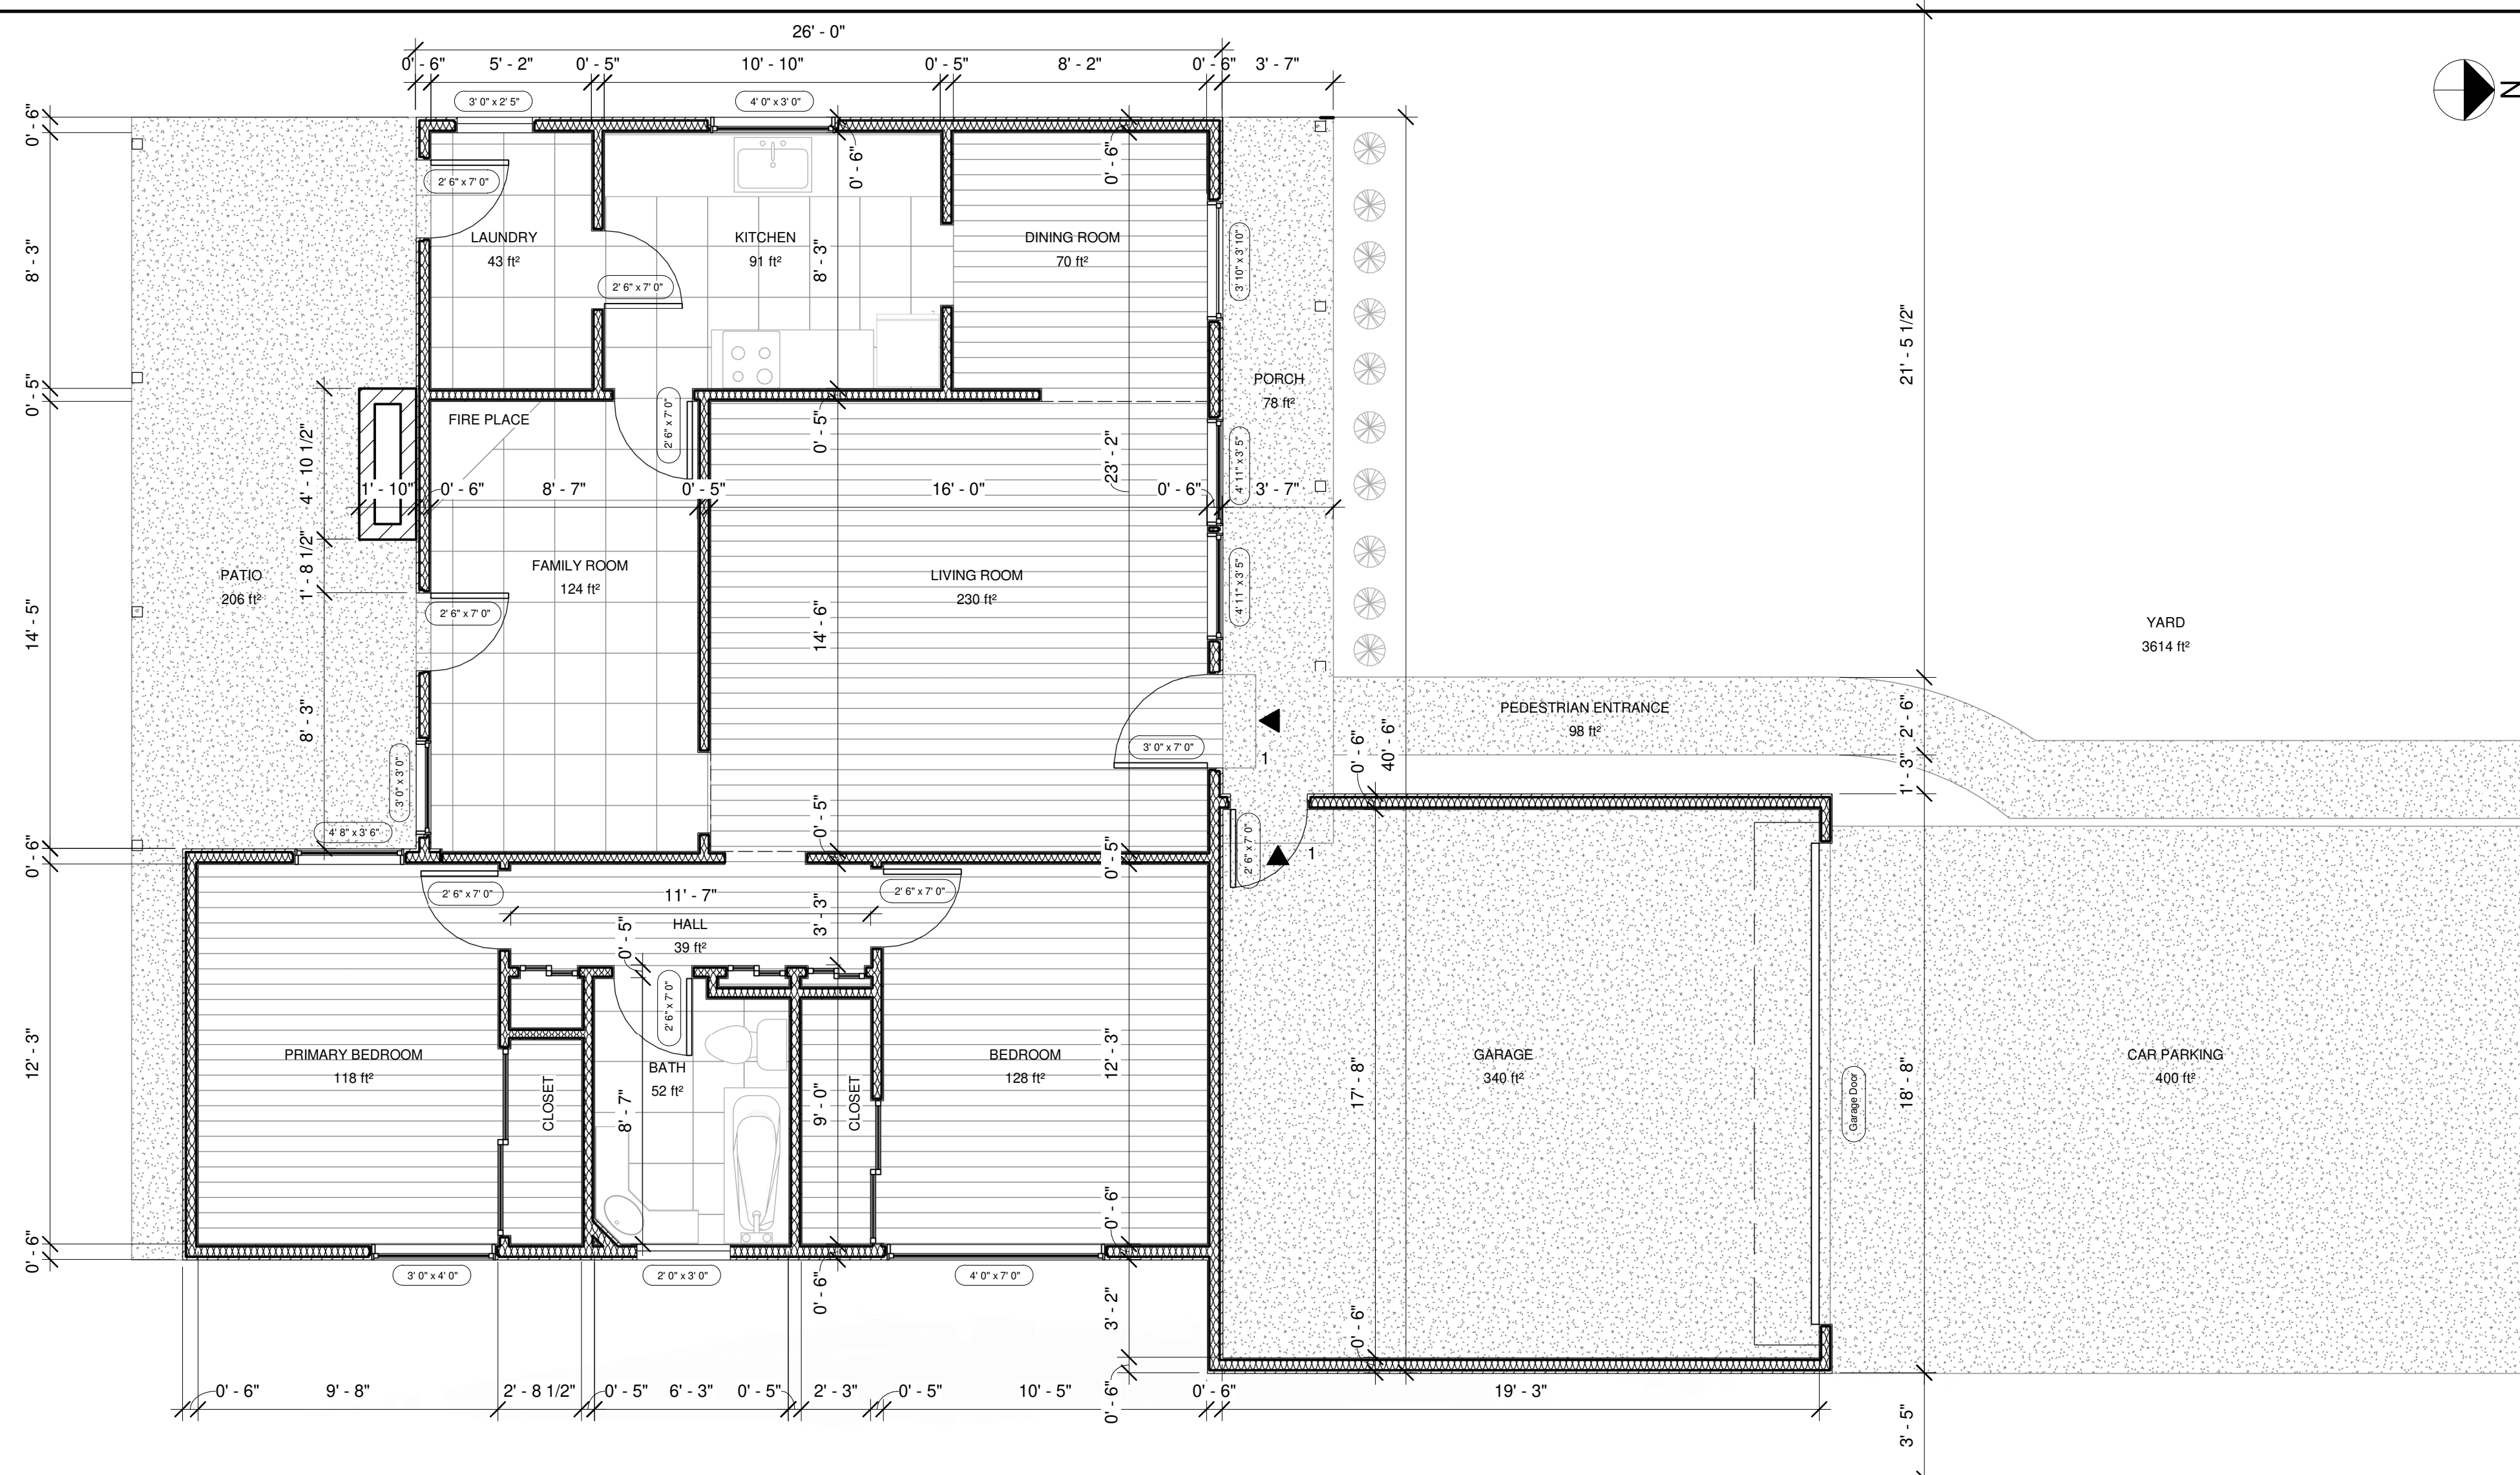 26' - 0"
0' - 6"
5' - 2"
0' - 5"
10' - 10"
0' - 5"
8' - 2"
0' - 6"
3' - 7"
N
3' 0" x 2' 5"
4' 0" x 3' 0"
0' - 6"
0' - 6"
0' - 6"
2' 6" x 7' 0"
LAUNDRY
43 ft²
KITCHEN
91 ft²
8' - 3"
DINING ROOM
70 ft²
3' 10" x 3' 10"
8' - 3"
2' 6" x 7' 0"
21' - 5 1/2"
PORCH
78 ft²
0' - 5"
FIRE PLACE
2' 6" x 7' 0"
0' - 5"
23' - 2"
4' 11" x 3' 5"
4' - 10 1/2"
1' - 10"
0' - 6"
8' - 7"
0' - 5"
16' - 0"
0' - 6"
3' - 7"
1' - 8 1/2"
PATIO
206 ft²
FAMILY ROOM
124 ft²
LIVING ROOM
230 ft²
4' 11" x 3' 5"
14' - 5"
2' 6" x 7' 0"
14' - 6"
YARD
3614 ft²
8' - 3"
PEDESTRIAN ENTRANCE
98 ft²
2' - 6"
3' 0" x 7' 0"
1
0' - 6"
40' - 6"
1' - 3"
3' 0" x 3' 0"
4' 8" x 3' 6"
0' - 5"
0' - 5"
2' 6" x 7' 0"
1
0' - 6"
2' 6" x 7' 0"
11' - 7"
2' 6" x 7' 0"
HALL
39 ft²
0' - 5"
3' - 3"
2' 6" x 7' 0"
12' - 3"
PRIMARY BEDROOM
118 ft²
CLOSET
BATH
52 ft²
8' - 7"
9' - 0"
CLOSET
BEDROOM
128 ft²
12' - 3"
17' - 8"
GARAGE
340 ft²
Garage Door
18' - 8"
CAR PARKING
400 ft²
0' - 6"
0' - 6"
3' 0" x 4' 0"
2' 0" x 3' 0"
0' - 6"
4' 0" x 7' 0"
3' - 2"
0' - 6"
0' - 6"
9' - 8"
2' - 8 1/2"
0' - 5"
6' - 3"
0' - 5"
2' - 3"
0' - 5"
10' - 5"
0' - 6"
0' - 6"
19' - 3"
3' - 5"